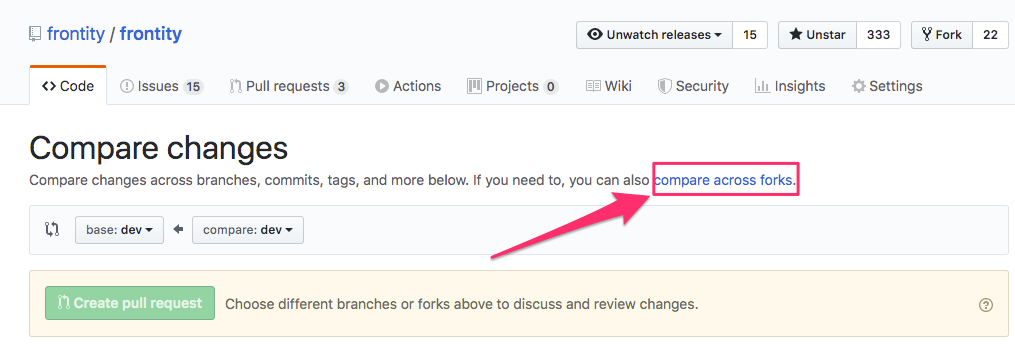 frontity / frontity Unwatch releases 15 Unstar 333 Fork 22
Code Issues 15 Pull requests 3 Actions Projects 0 Wiki Security Insights Settings
Compare changes
Compare changes across branches, commits, tags, and more below. If you need to, you can also compare across forks.
base: dev compare: dev
Create pull request Choose different branches or forks above to discuss and review changes.